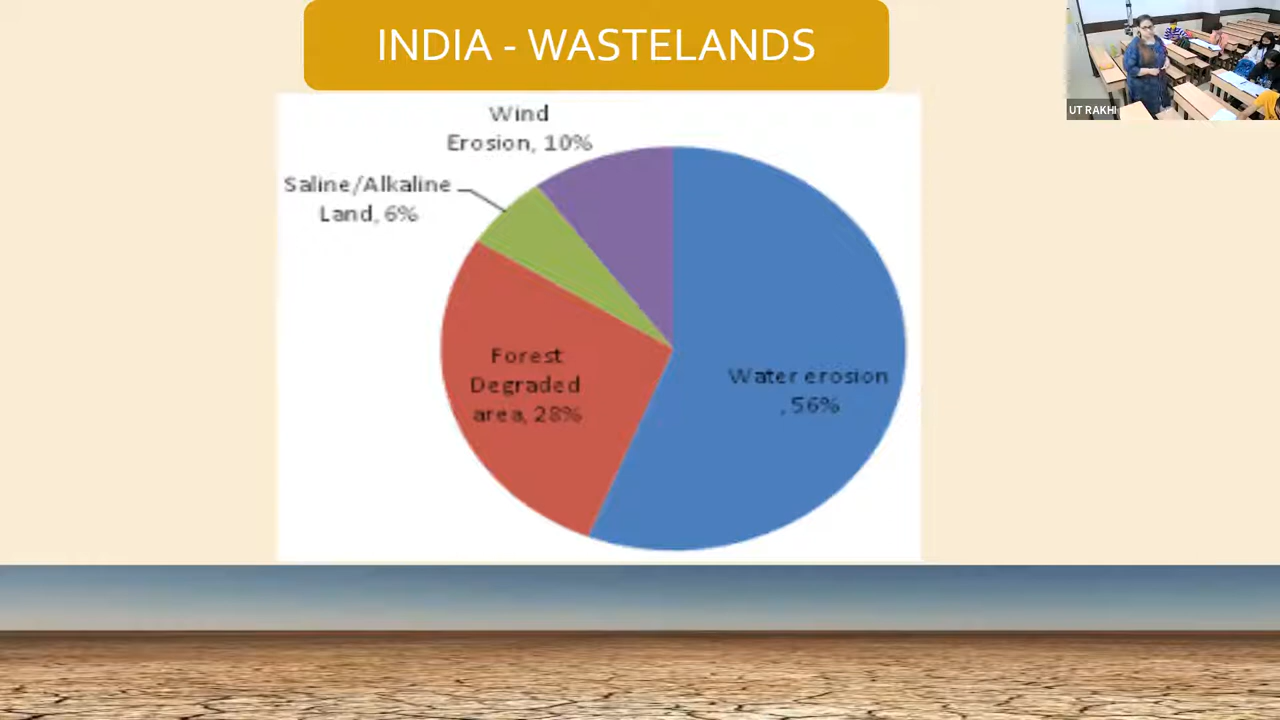 INDIA - WASTELANDS
UT RAKHI
Wind
Erosion, 10%
Saline/Alkaline
Land, 6%
Forest
Degraded
area, 28%
Water erosion
, 56%